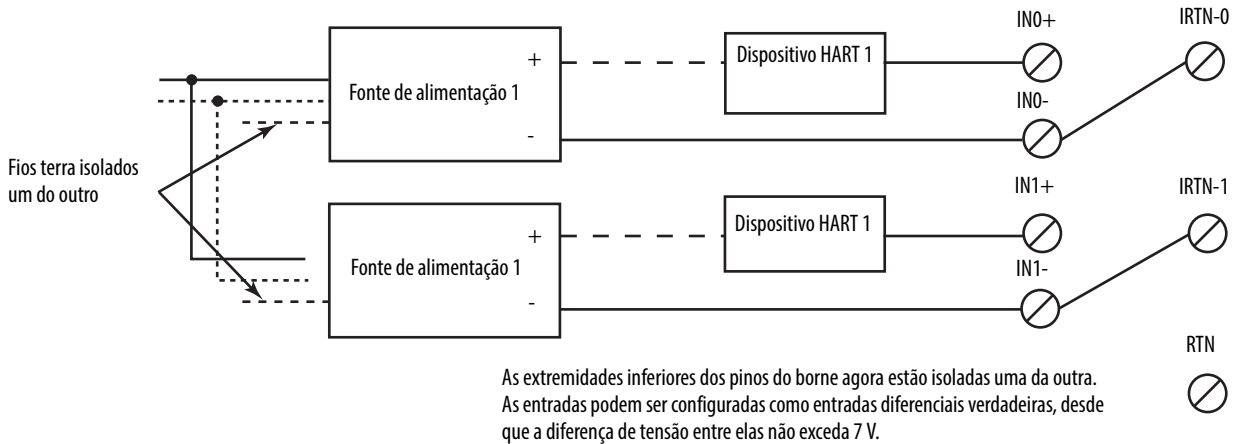 IN0+
IRTN-0
+
Dispositivo HART 1
Fonte de alimentação 1
IN0-
-
Fios terra isolados
um do outro
IN1+
IRTN-1
+
Dispositivo HART 1
Fonte de alimentação 1
IN1-
-
RTN
As extremidades inferiores dos pinos do borne agora estão isoladas uma da outra.
As entradas podem ser configuradas como entradas diferenciais verdadeiras, desde
que a diferença de tensão entre elas não exceda 7 V.